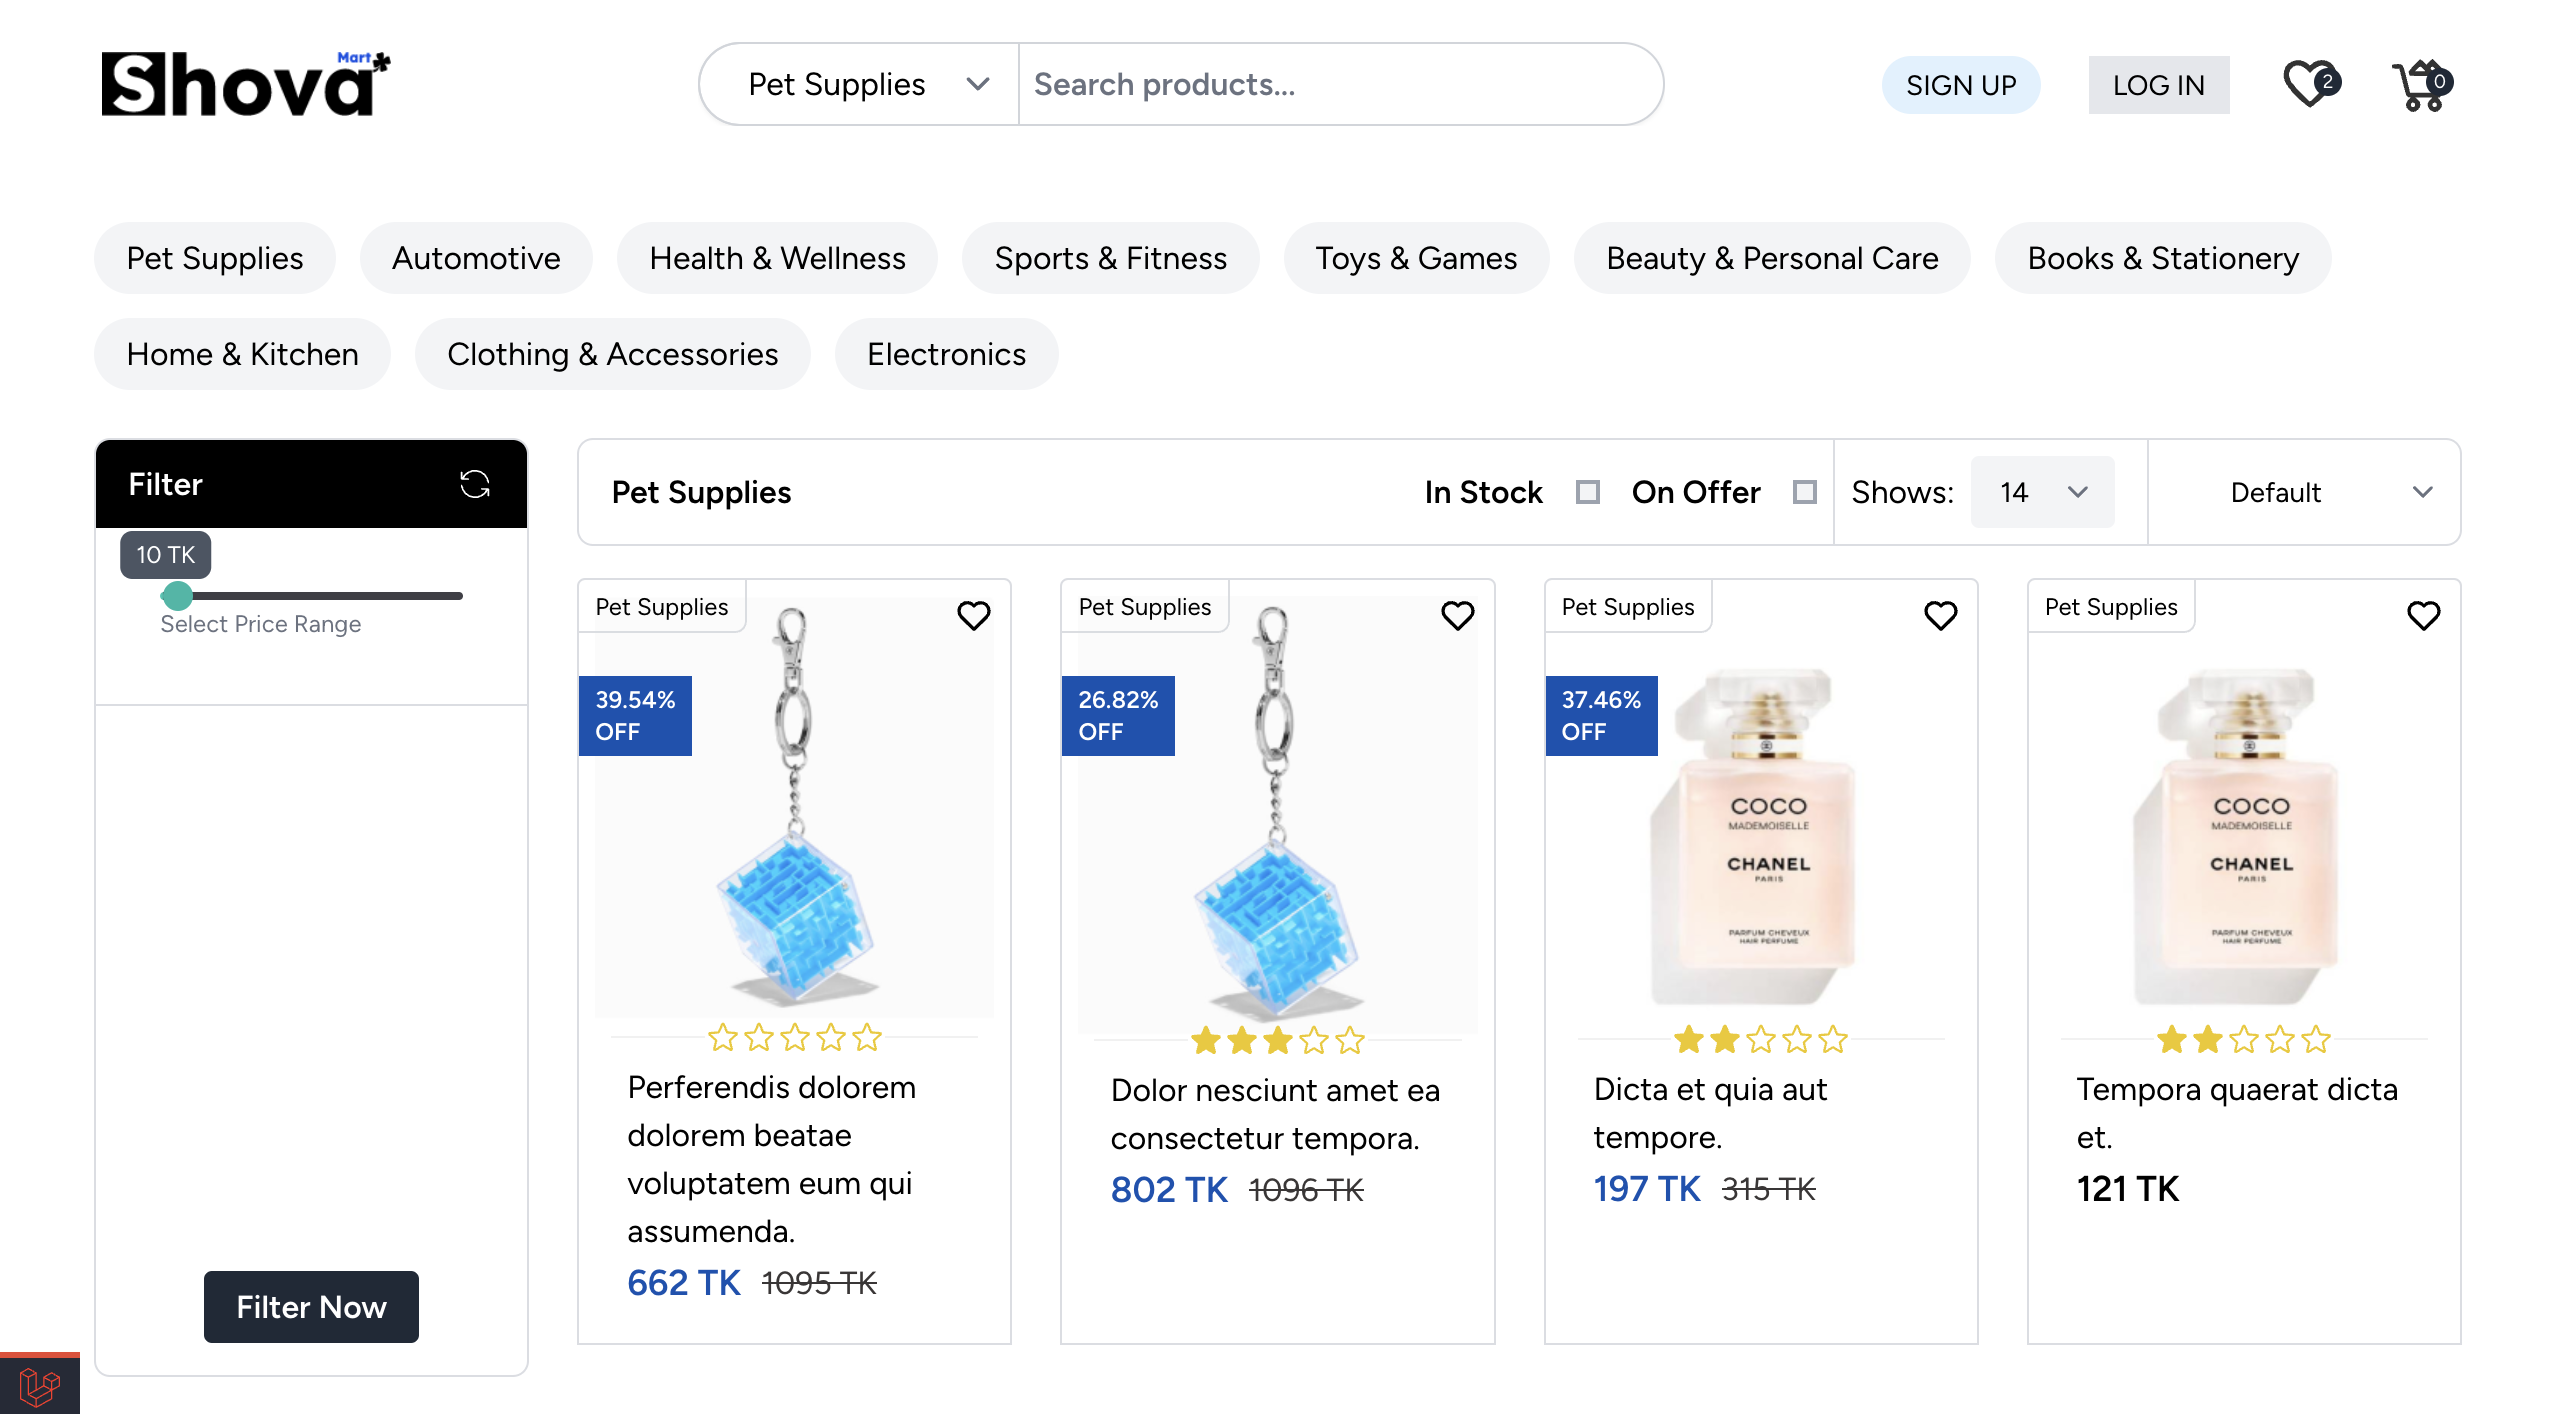 Shova Mart
Pet Supplies
Search products...
SIGN UP
LOG IN
2
0
Pet Supplies
Automotive
Health & Wellness
Sports & Fitness
Toys & Games
Beauty & Personal Care
Books & Stationery
Home & Kitchen
Clothing & Accessories
Electronics
Filter
10 TK
Select Price Range
Filter Now
Pet Supplies
In Stock
On Offer
Shows:
14
Default
Pet Supplies
39.54%
OFF
Perferendis dolorem
dolorem beatae
voluptatem eum qui
assumenda.
662 TK 1095 TK
Pet Supplies
26.82%
OFF
Dolor nesciunt amet ea
consectetur tempora.
802 TK 1096 TK
Pet Supplies
37.46%
OFF
COCO
MADEMOISELLE
CHANEL
PARIS
PARFUM CHEVEUX
HAIR PERFUME
Dicta et quia aut
tempore.
197 TK 315 TK
Pet Supplies
COCO
MADEMOISELLE
CHANEL
PARIS
PARFUM CHEVEUX
HAIR PERFUME
Tempora quaerat dicta
et.
121 TK